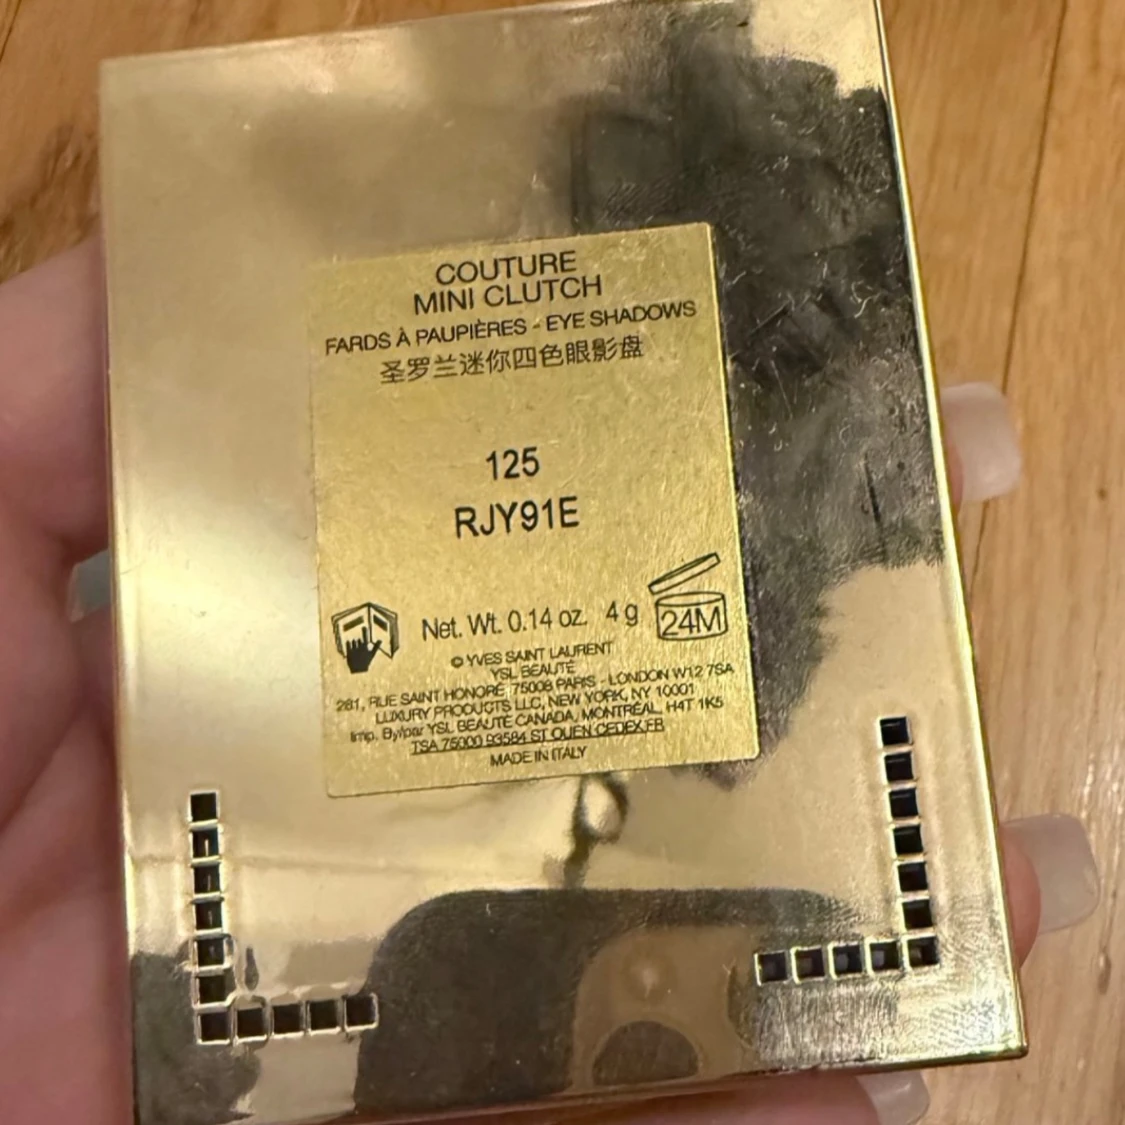 COUTURE
MINI CLUTCH
FARDS À PAUPIÈRES - EYE SHADOWS
圣罗兰迷你四色眼影盘
125
RJY91E
Net. Wt. 0.14 oz. 4 g
24M
© YVES SAINT LAURENT
YSL BEAUTÉ
281, RUE SAINT HONORÉ, 75008 PARIS - LONDON W12 7SA
LUXURY PRODUCTS LLC, NEW YORK, NY 10001
Imp. By/par YSL BEAUTÉ CANADA, MONTRÉAL, H4T 1K5
TSA 75000 93584 ST OUEN CEDEX, FR
MADE IN ITALY